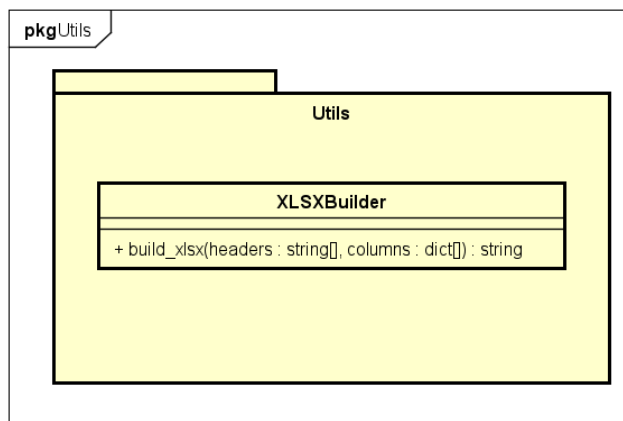 pkgUtils
Utils
XLSXBuilder
+ build_xlsx(headers : string[], columns : dict[]) : string